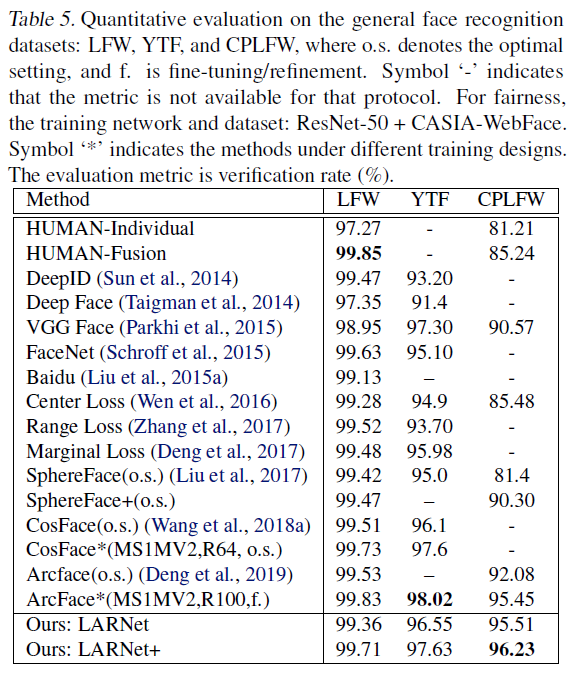 Table 5. Quantitative evaluation on the general face recognition
datasets: LFW, YTF, and CPLFW, where o.s. denotes the optimal
setting, and f. is fine-tuning/refinement. Symbol ‘-’ indicates
that the metric is not available for that protocol. For fairness,
the training network and dataset: ResNet-50 + CASIA-WebFace.
Symbol ‘*’ indicates the methods under different training designs.
The evaluation metric is verification rate (%).
Method LFW YTF CPLFW
HUMAN-Individual 97.27 - 81.21
HUMAN-Fusion 99.85 - 85.24
DeepID (Sun et al., 2014) 99.47 93.20 -
Deep Face (Taigman et al., 2014) 97.35 91.4 -
VGG Face (Parkhi et al., 2015) 98.95 97.30 90.57
FaceNet (Schroff et al., 2015) 99.63 95.10 -
Baidu (Liu et al., 2015a) 99.13 – -
Center Loss (Wen et al., 2016) 99.28 94.9 85.48
Range Loss (Zhang et al., 2017) 99.52 93.70 -
Marginal Loss (Deng et al., 2017) 99.48 95.98 -
SphereFace(o.s.) (Liu et al., 2017) 99.42 95.0 81.4
SphereFace+(o.s.) 99.47 – 90.30
CosFace(o.s.) (Wang et al., 2018a) 99.51 96.1 -
CosFace*(MS1MV2,R64, o.s.) 99.73 97.6 -
Arcface(o.s.) (Deng et al., 2019) 99.53 – 92.08
ArcFace*(MS1MV2,R100,f.) 99.83 98.02 95.45
Ours: LARNet 99.36 96.55 95.51
Ours: LARNet+ 99.71 97.63 96.23